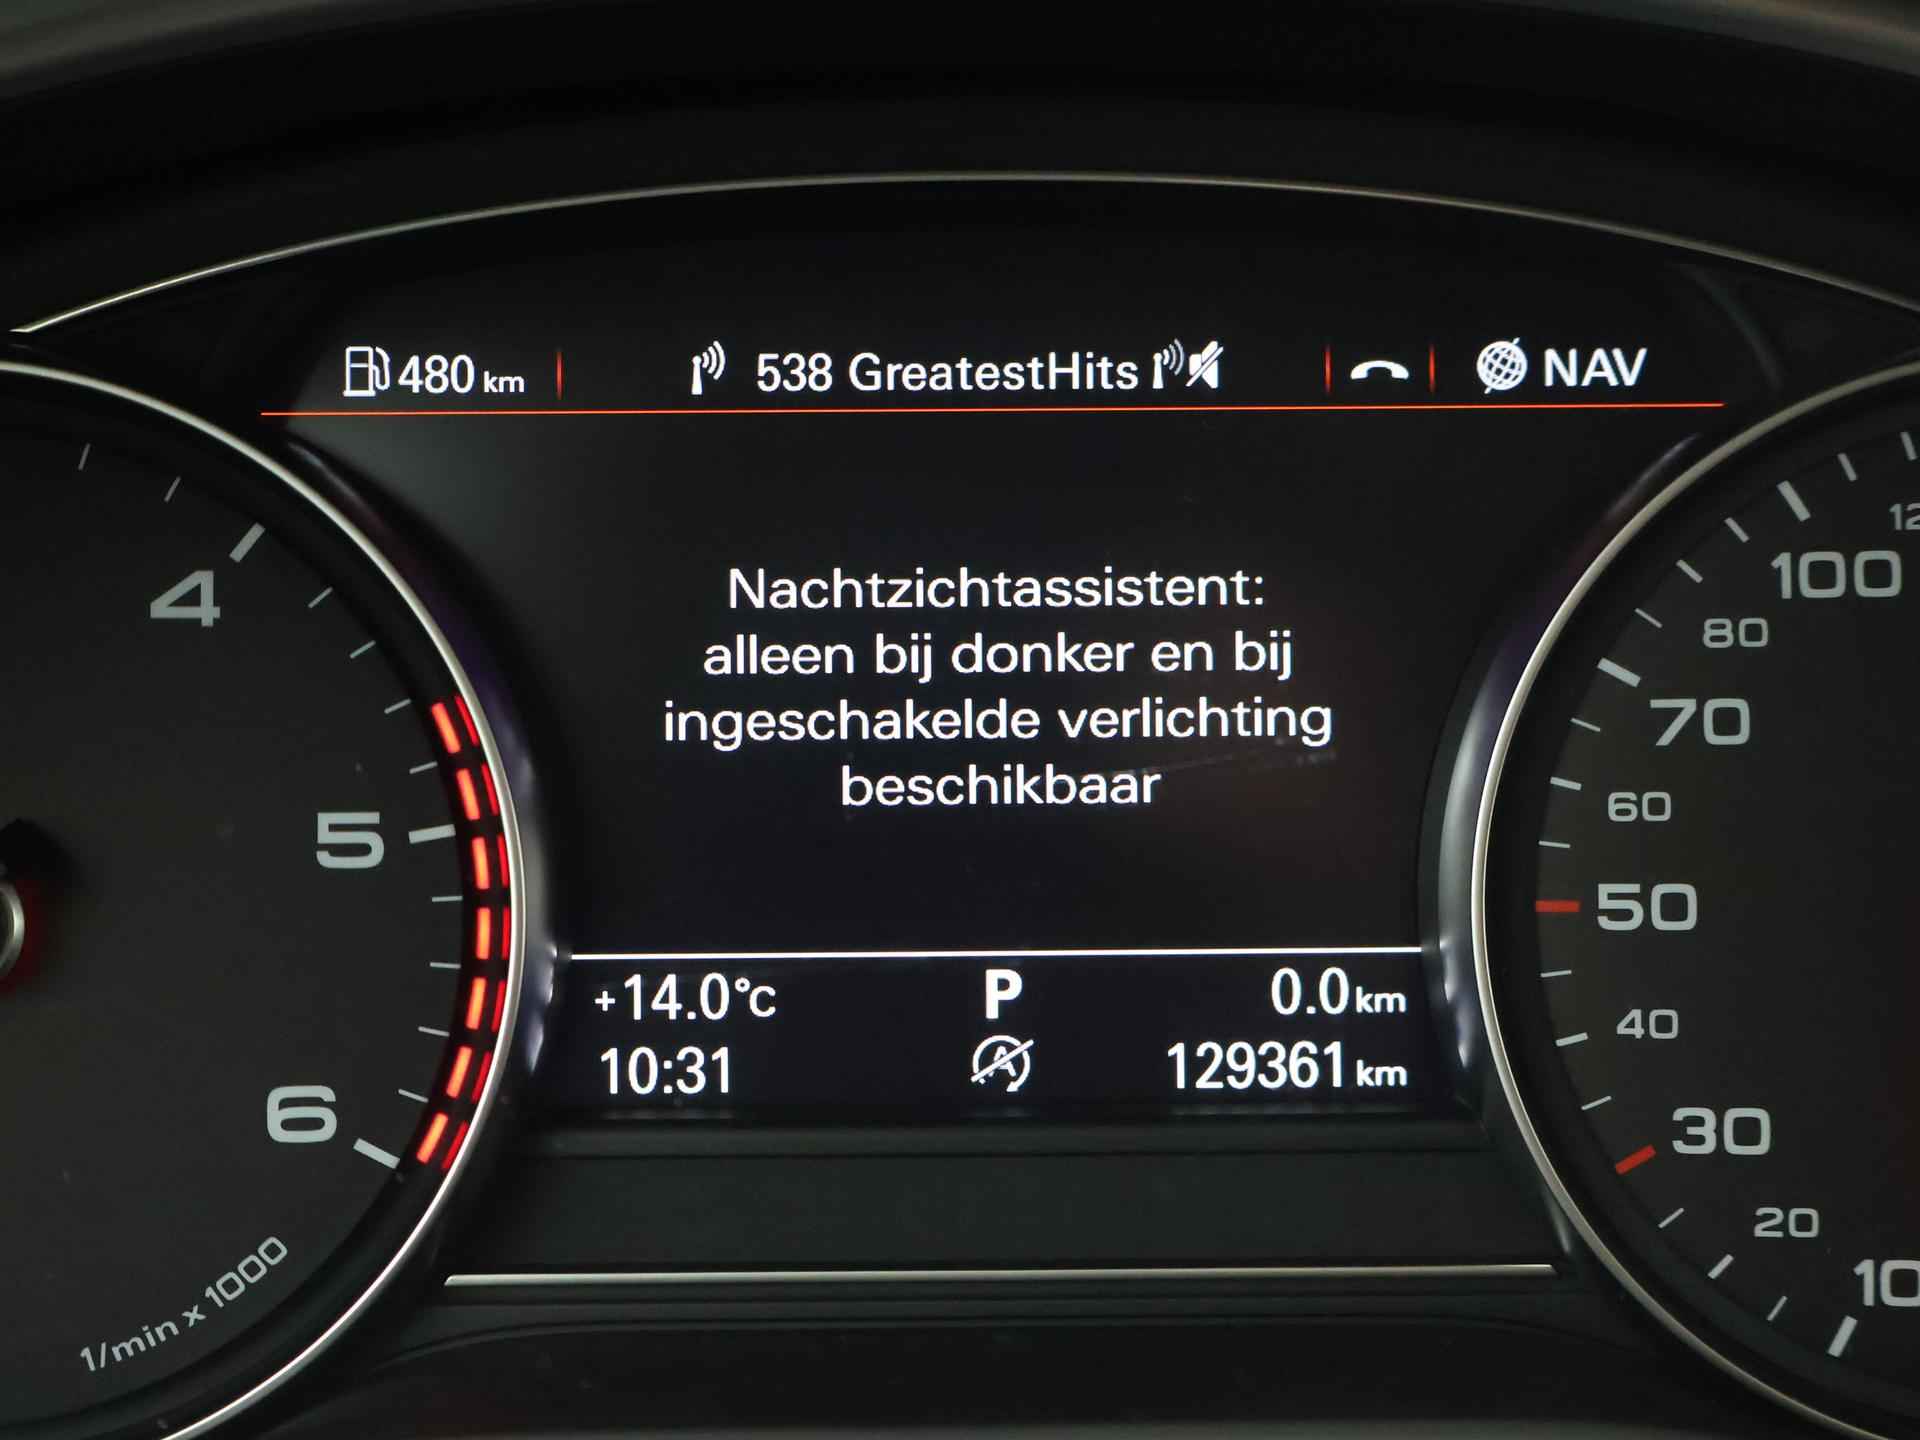 480 km
538 GreatestHits
NAV
Nachtzichtassistent:
alleen bij donker en bij
ingeschakelde verlichting
beschikbaar
+14.0°C
P
0.0 km
10:31
A
129361 km
4
5
6
1/min x 1000
100
80
70
60
50
40
30
20
10